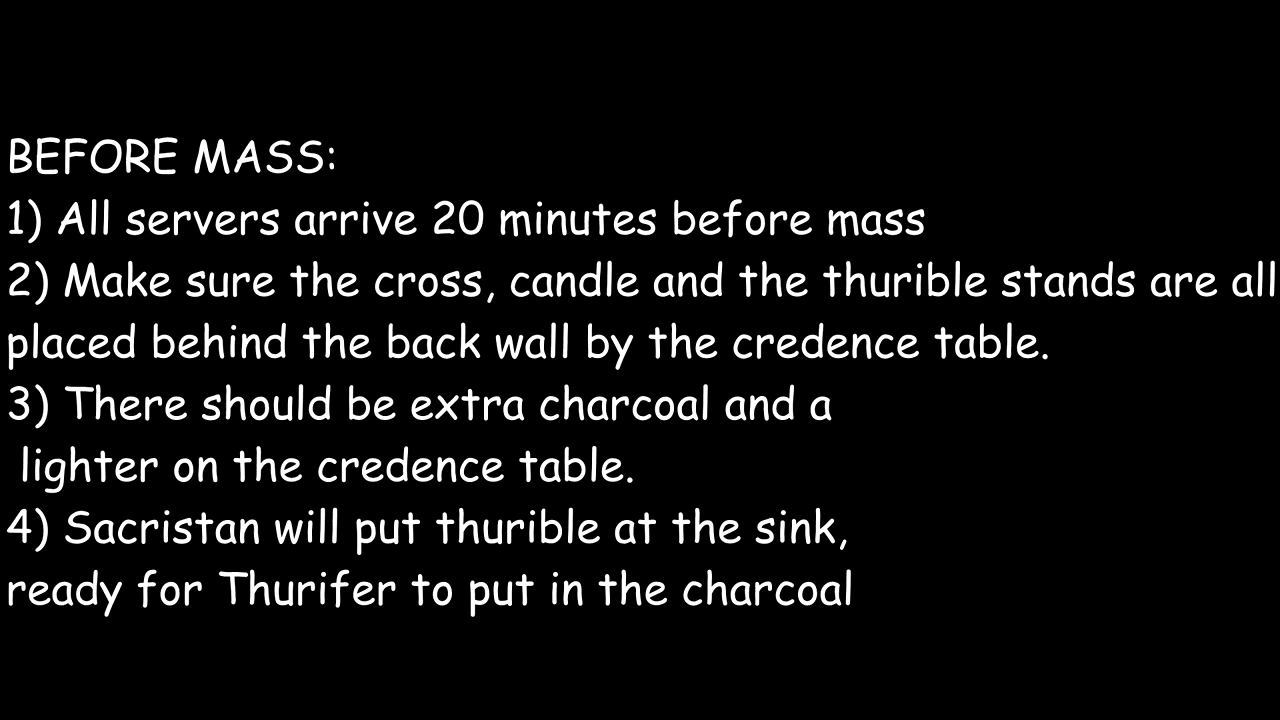 BEFORE MASS:
1) All servers arrive 20 minutes before mass
2) Make sure the cross, candle and the thurible stands are all
placed behind the back wall by the credence table.
3) There should be extra charcoal and a
lighter on the credence table.
4) Sacristan will put thurible at the sink,
ready for Thurifer to put in the charcoal